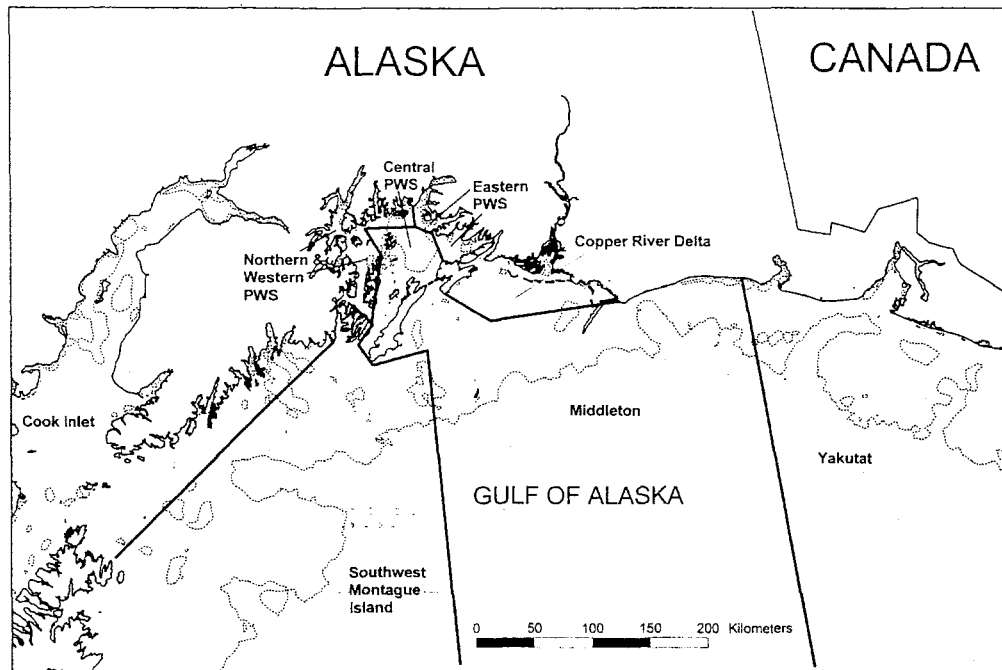 ALASKA
CANADA
Central
PWS
Eastern
PWS
Copper River Delta
Northern &
Western
PWS
Cook Inlet
Middleton
Yakutat
GULF OF ALASKA
Southwest
Montague
Island
0 50 100 150 200 Kilometers